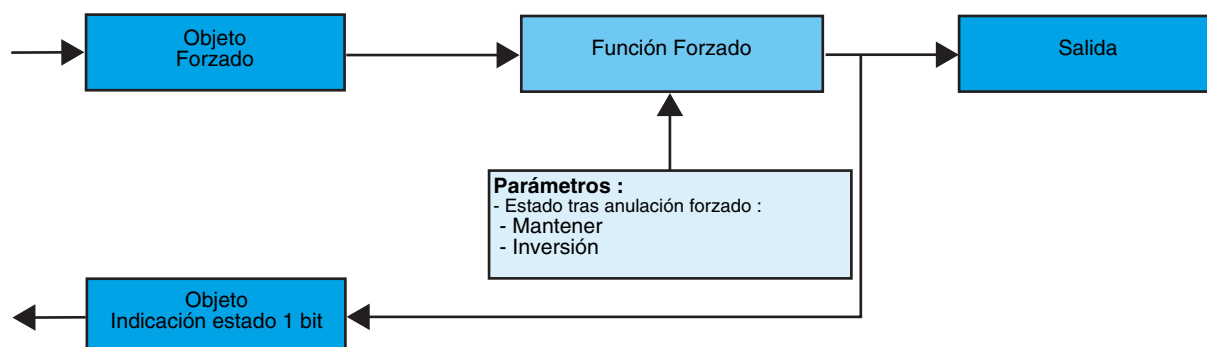 Objeto
Forzado
Función Forzado
Salida
Parámetros :
- Estado tras anulación forzado :
- Mantener
- Inversión
Objeto
Indicación estado 1 bit